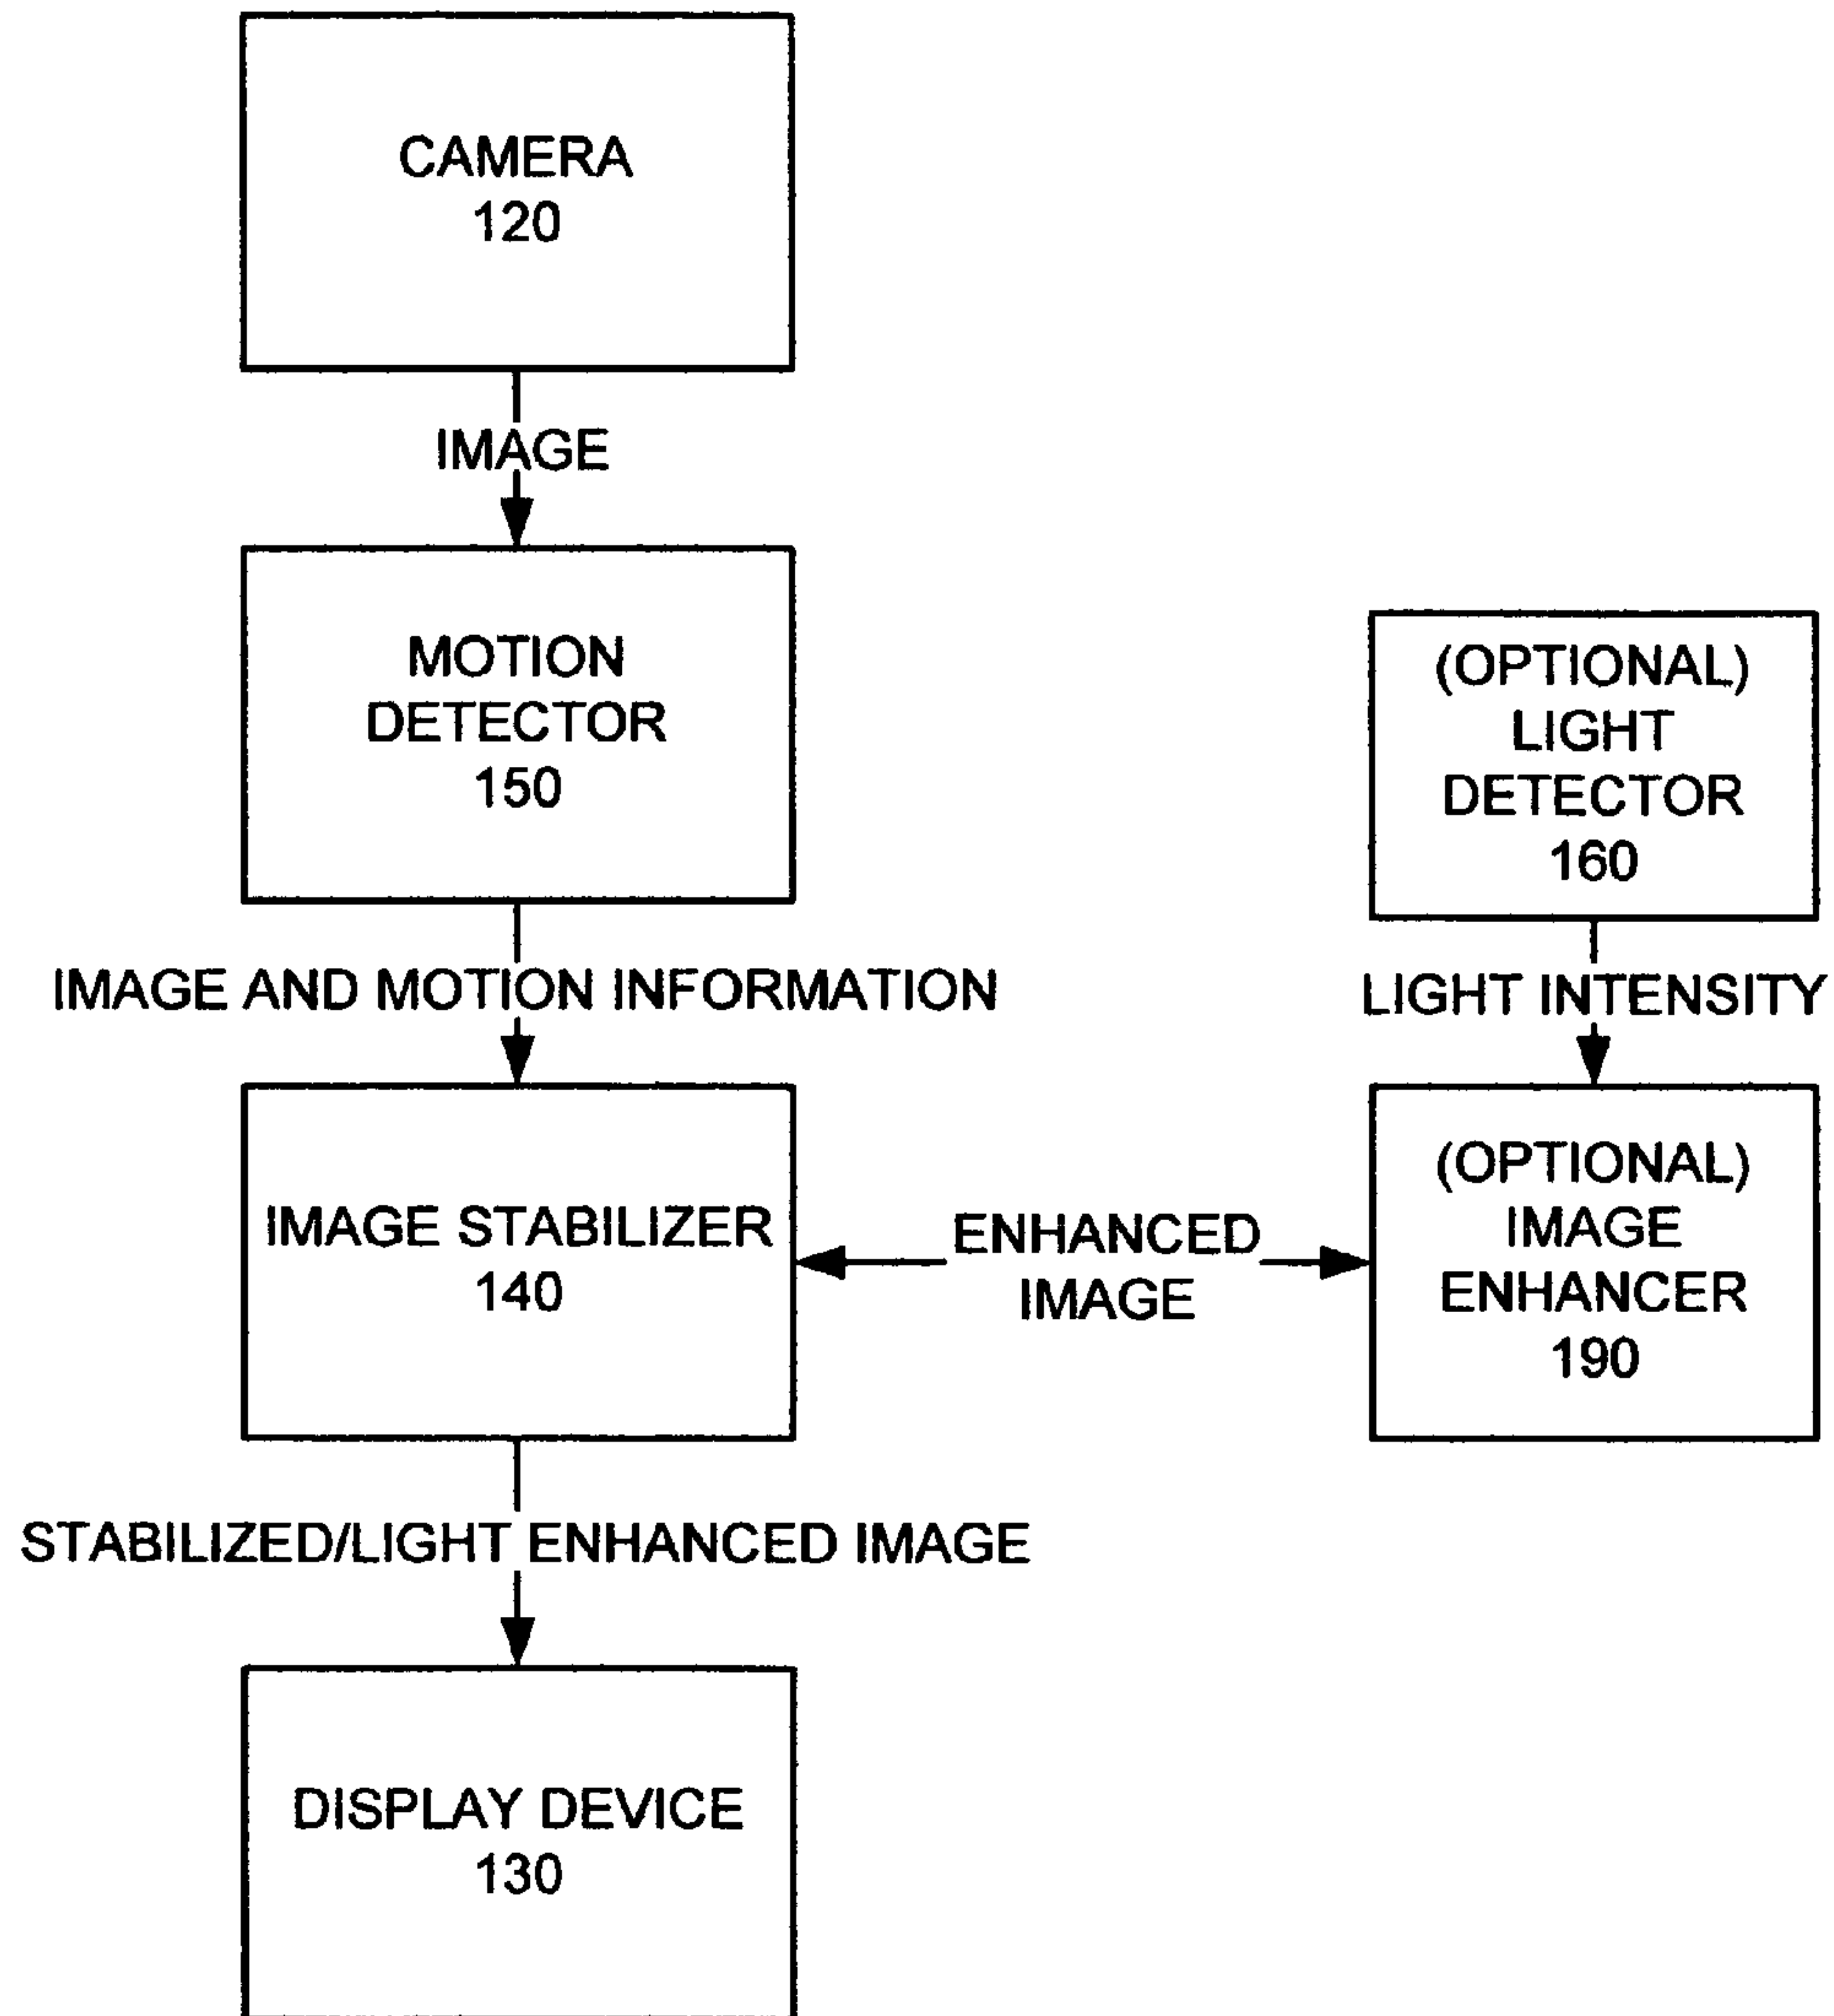 CAMERA
120
IMAGE
MOTION
DETECTOR
150
IMAGE AND MOTION INFORMATION
(OPTIONAL)
LIGHT
DETECTOR
160
LIGHT INTENSITY
IMAGE STABILIZER
140
ENHANCED
IMAGE
(OPTIONAL)
IMAGE
ENHANCER
190
STABILIZED/LIGHT ENHANCED IMAGE
DISPLAY DEVICE
130